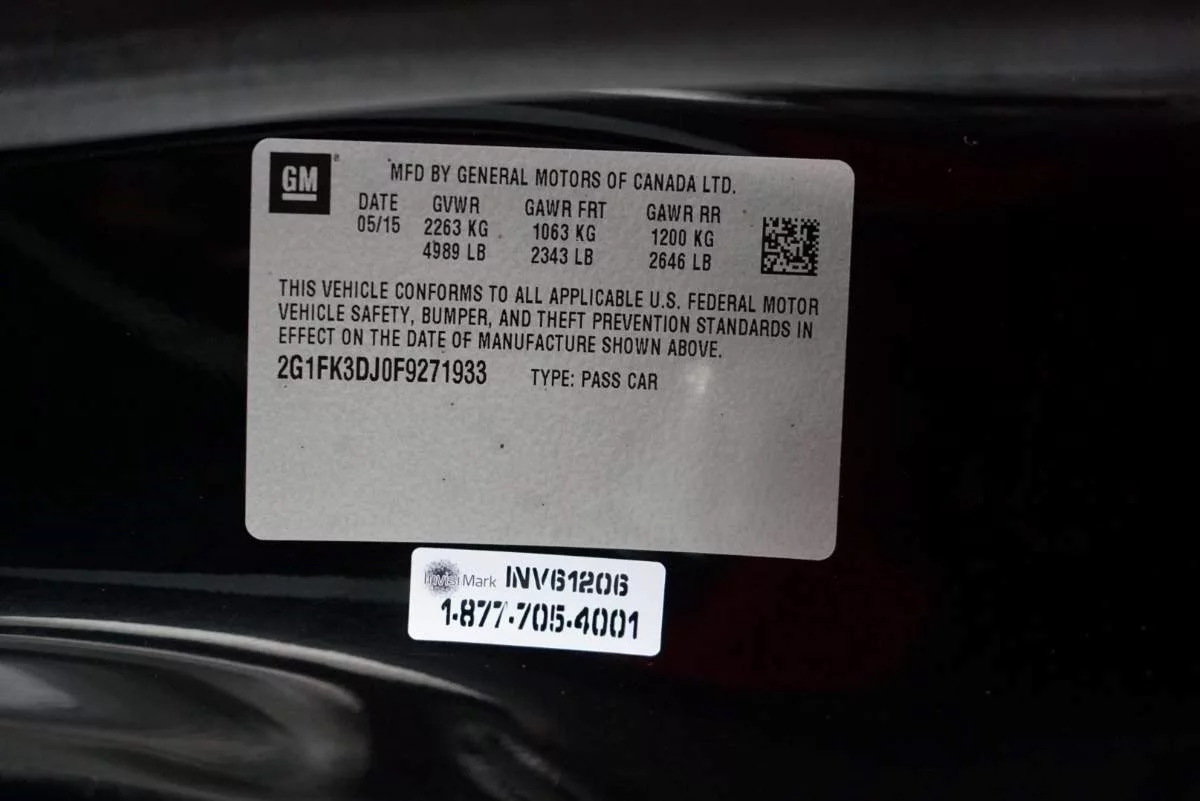 GM
MFD BY GENERAL MOTORS OF CANADA LTD.
DATE GVWR GAWR FRT GAWR RR
05/15 2263 KG 1063 KG 1200 KG
4989 LB 2343 LB 2646 LB
THIS VEHICLE CONFORMS TO ALL APPLICABLE U.S. FEDERAL MOTOR
VEHICLE SAFETY, BUMPER, AND THEFT PREVENTION STANDARDS IN
EFFECT ON THE DATE OF MANUFACTURE SHOWN ABOVE.
2G1FK3DJ0F9271933 TYPE: PASS CAR
InVisiMark INV61206
1-877-705-4001